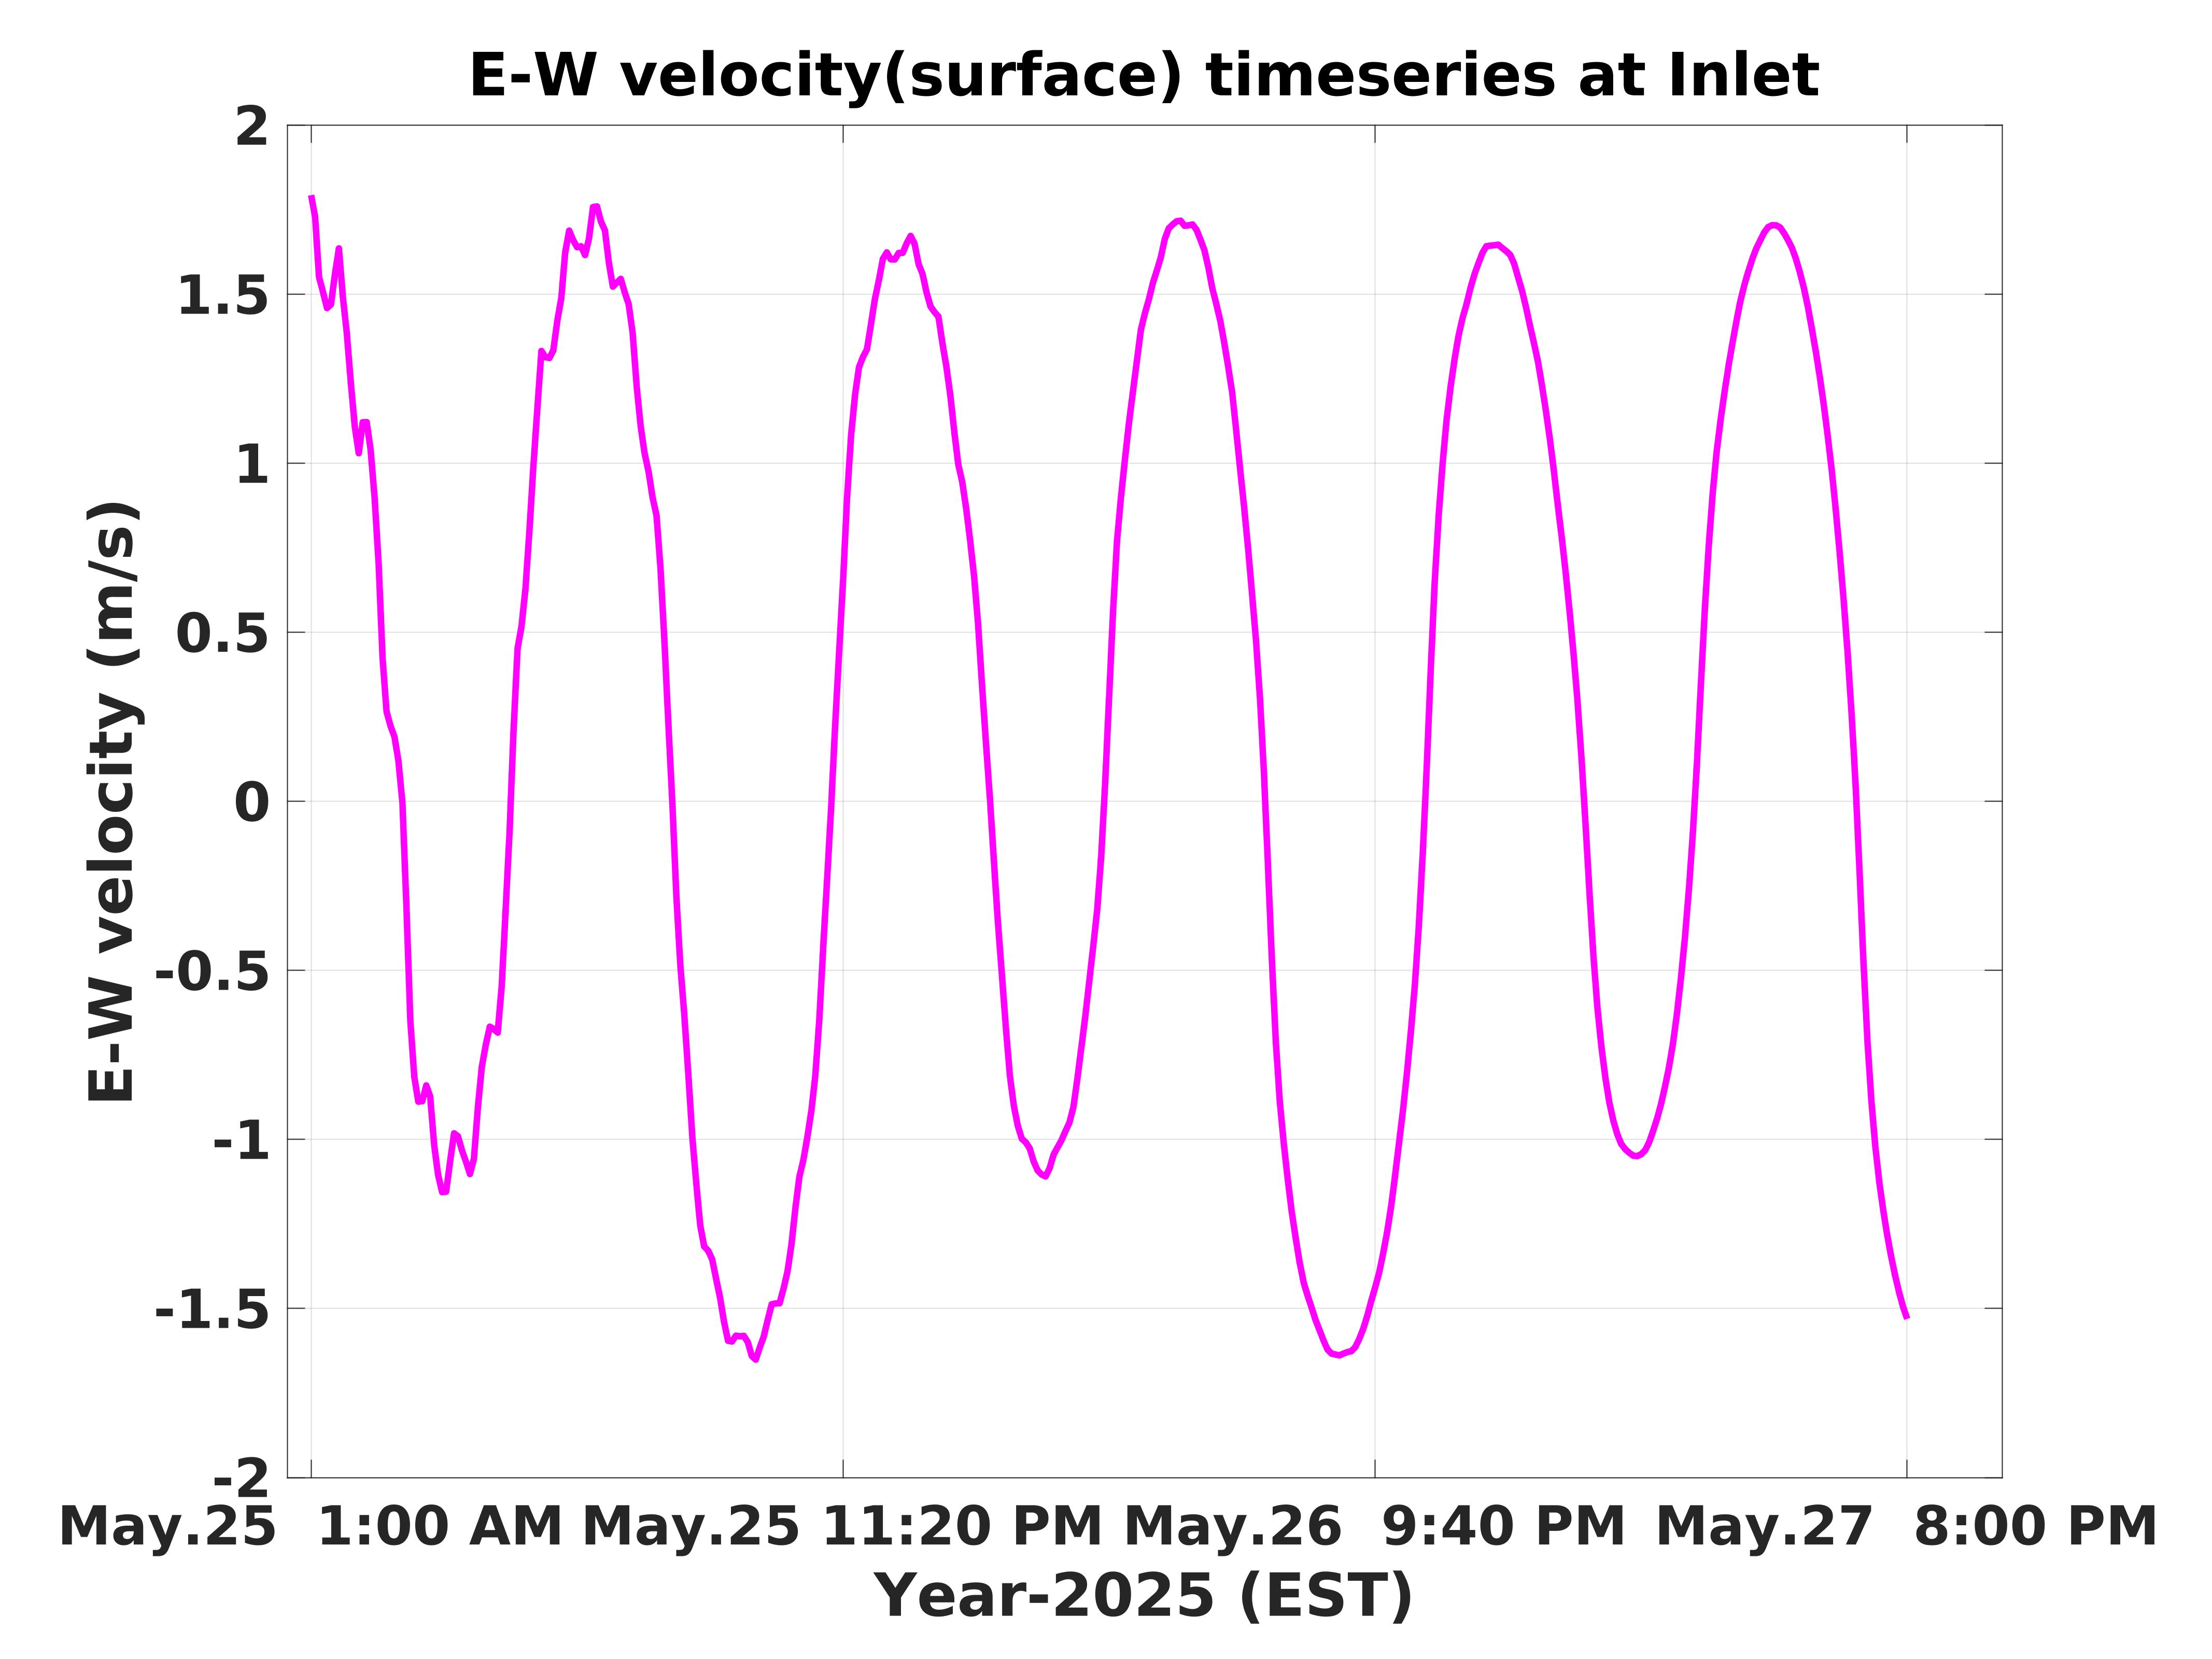 E-W velocity(surface) timeseries at Inlet
E-W velocity (m/s)
2
1.5
1
0.5
0
-0.5
-1
-1.5
-2
May.25 1:00 AM May.25 11:20 PM May.26 9:40 PM May.27 8:00 PM
Year-2025 (EST)